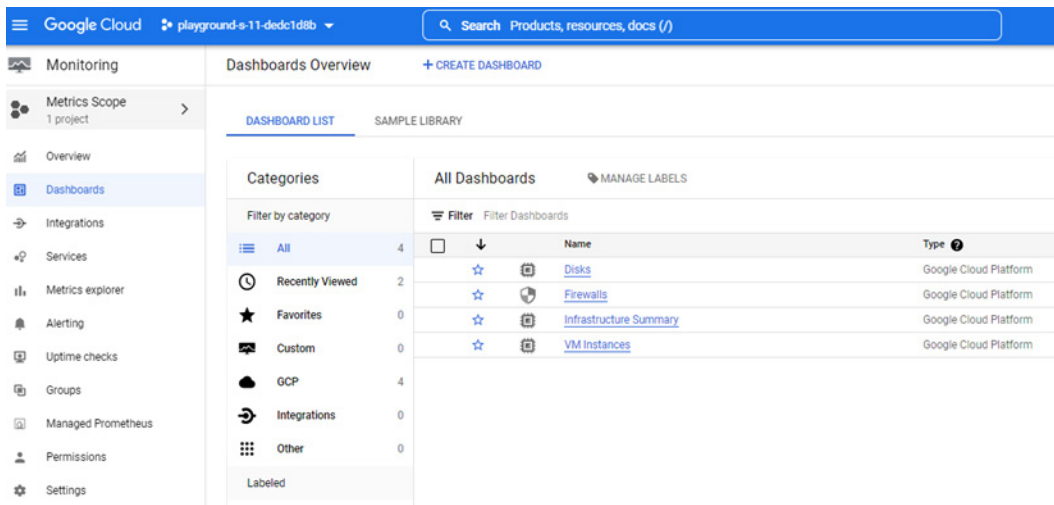 Google Cloud playground-s-11-dedc1d8b Search Products, resources, docs (/)
Monitoring
Metrics Scope
1 project
Overview
Dashboards
Integrations
Services
Metrics explorer
Alerting
Uptime checks
Groups
Managed Prometheus
Permissions
Settings
Dashboards Overview + CREATE DASHBOARD
DASHBOARD LIST SAMPLE LIBRARY
Categories
Filter by category
All 4
Recently Viewed 2
Favorites 0
Custom 0
GCP 4
Integrations 0
Other 0
Labeled
All Dashboards MANAGE LABELS
Filter Filter Dashboards
Name Type
Disks Google Cloud Platform
Firewalls Google Cloud Platform
Infrastructure Summary Google Cloud Platform
VM Instances Google Cloud Platform